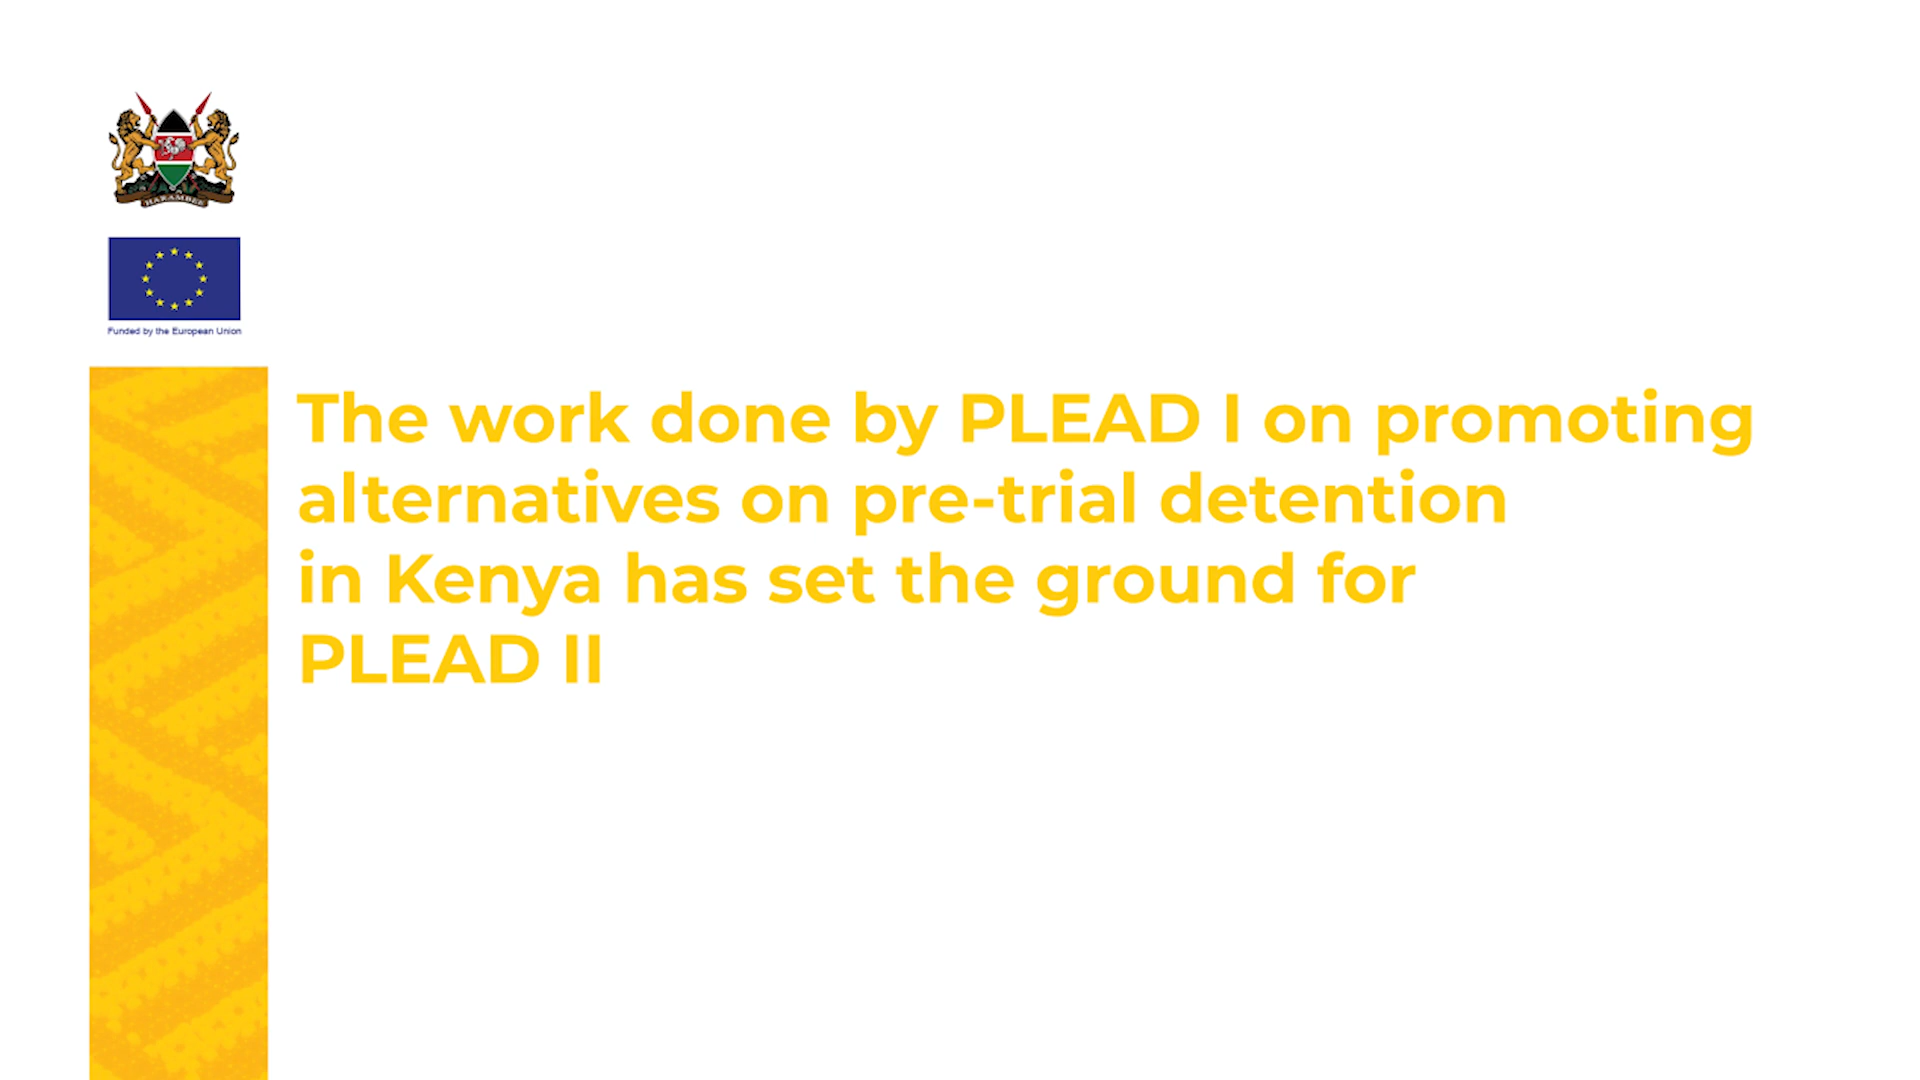 HARAMBEE
Funded by the European Union
The work done by PLEAD I on promoting
alternatives on pre-trial detention
in Kenya has set the ground for
PLEAD II